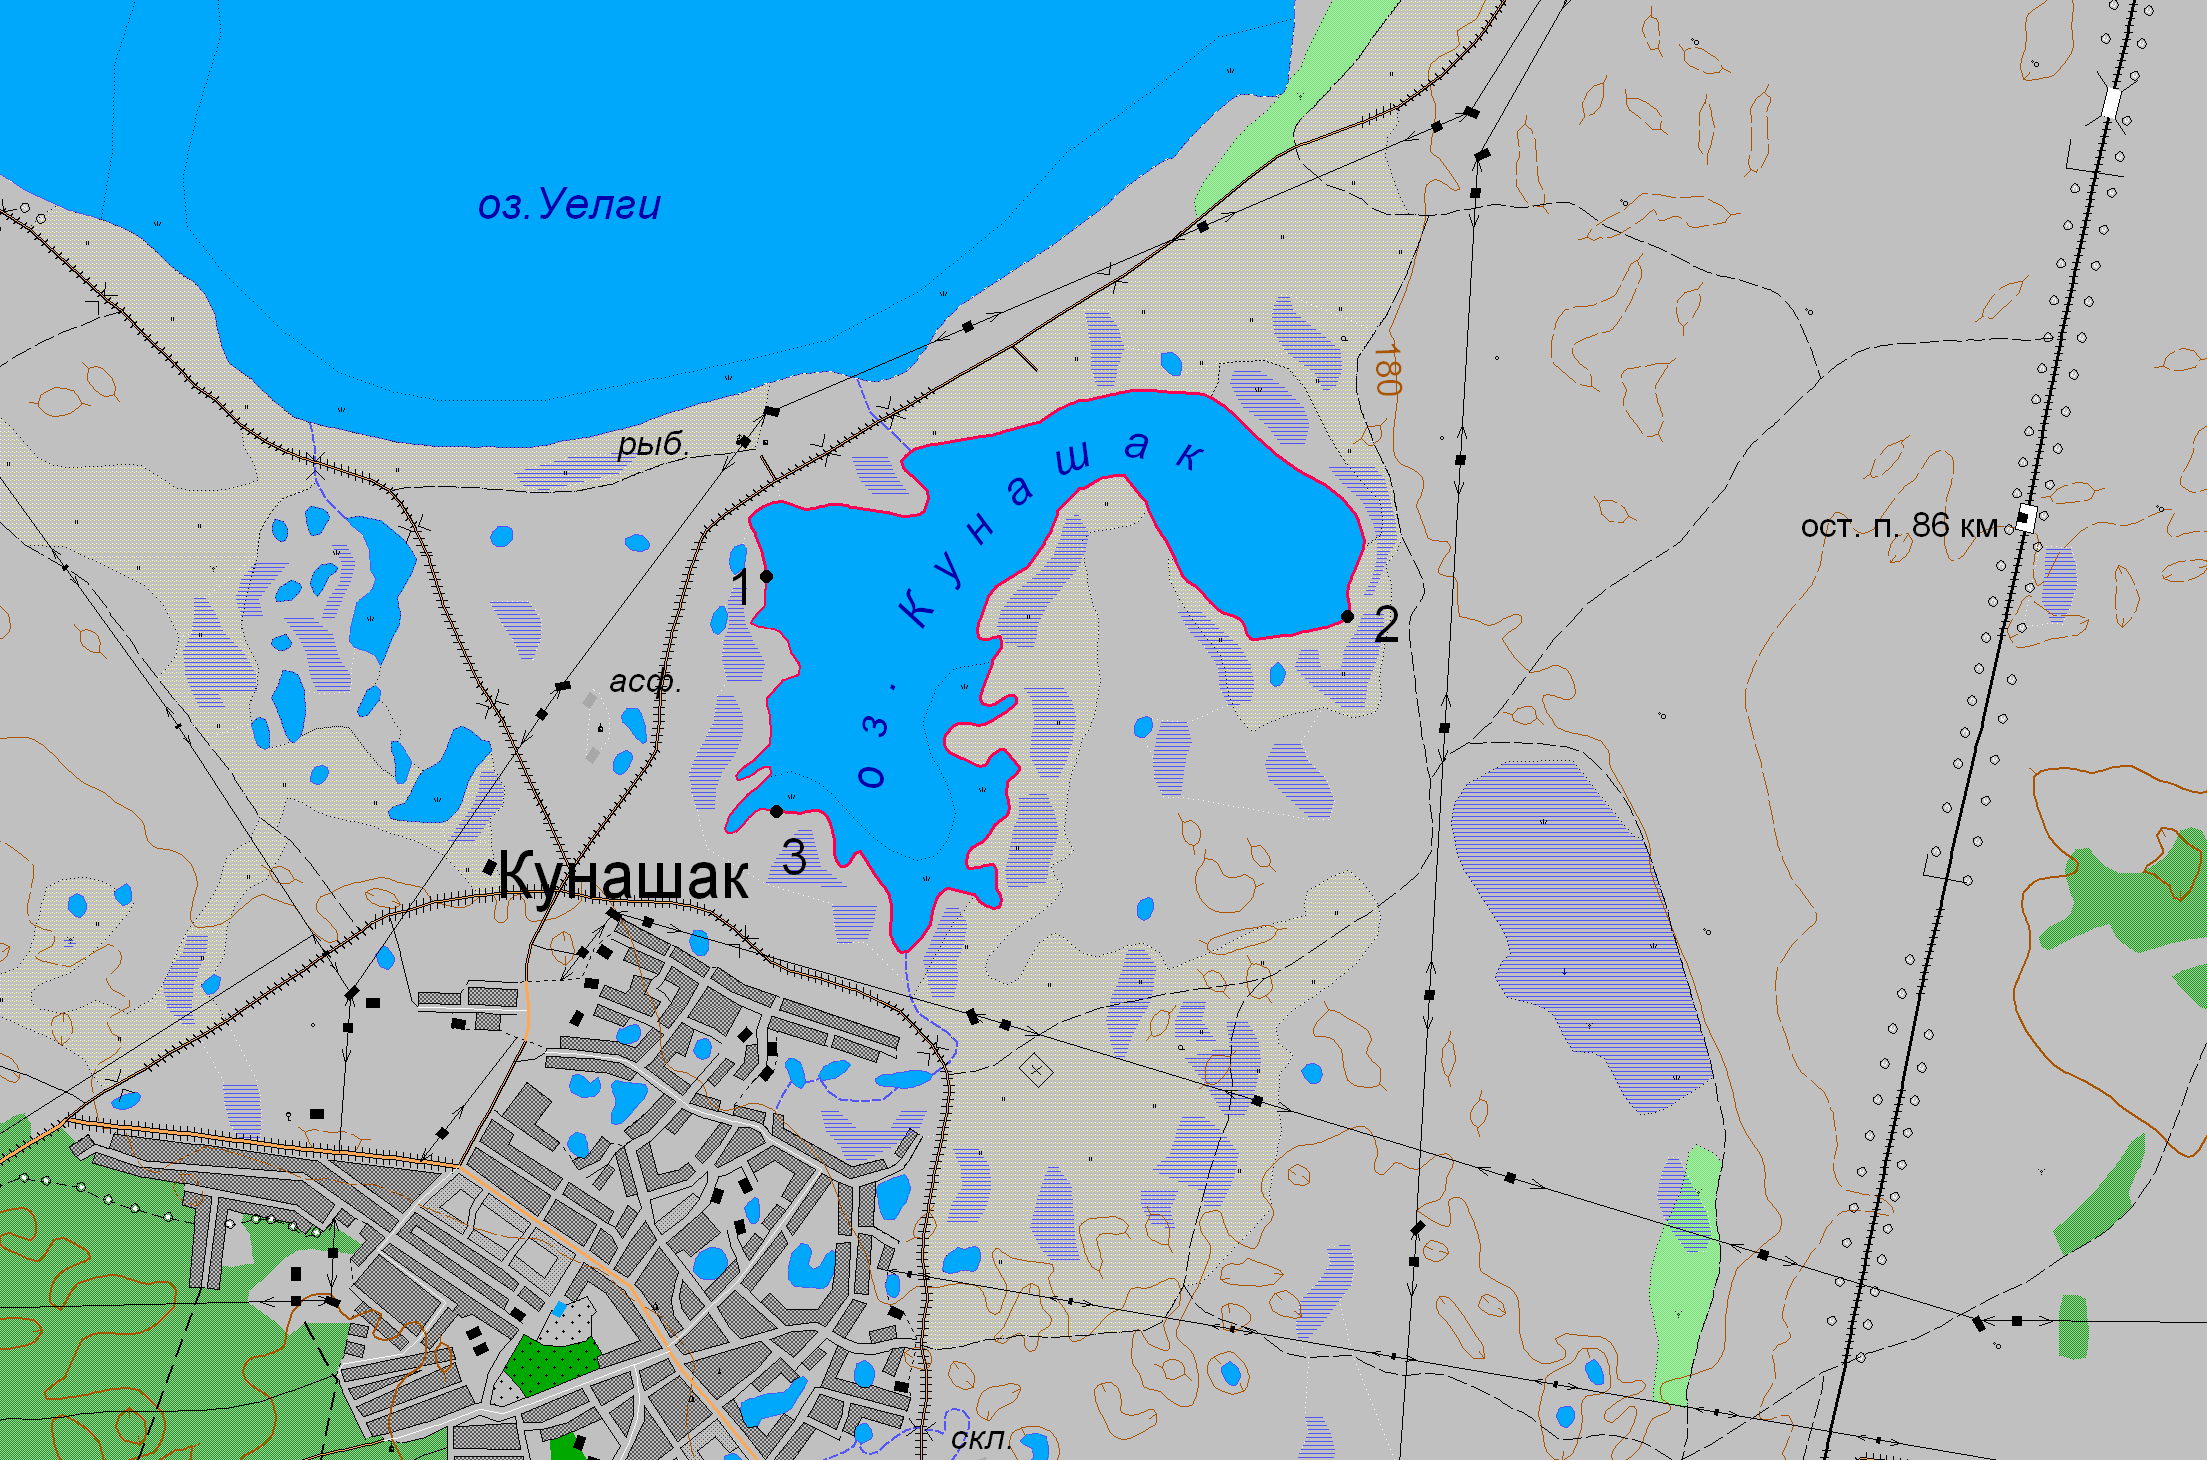 оз. Уелги
рыб.
180
оз. Кунашак
ост. п. 86 км
1
2
асф.
3
Кунашак
скл.